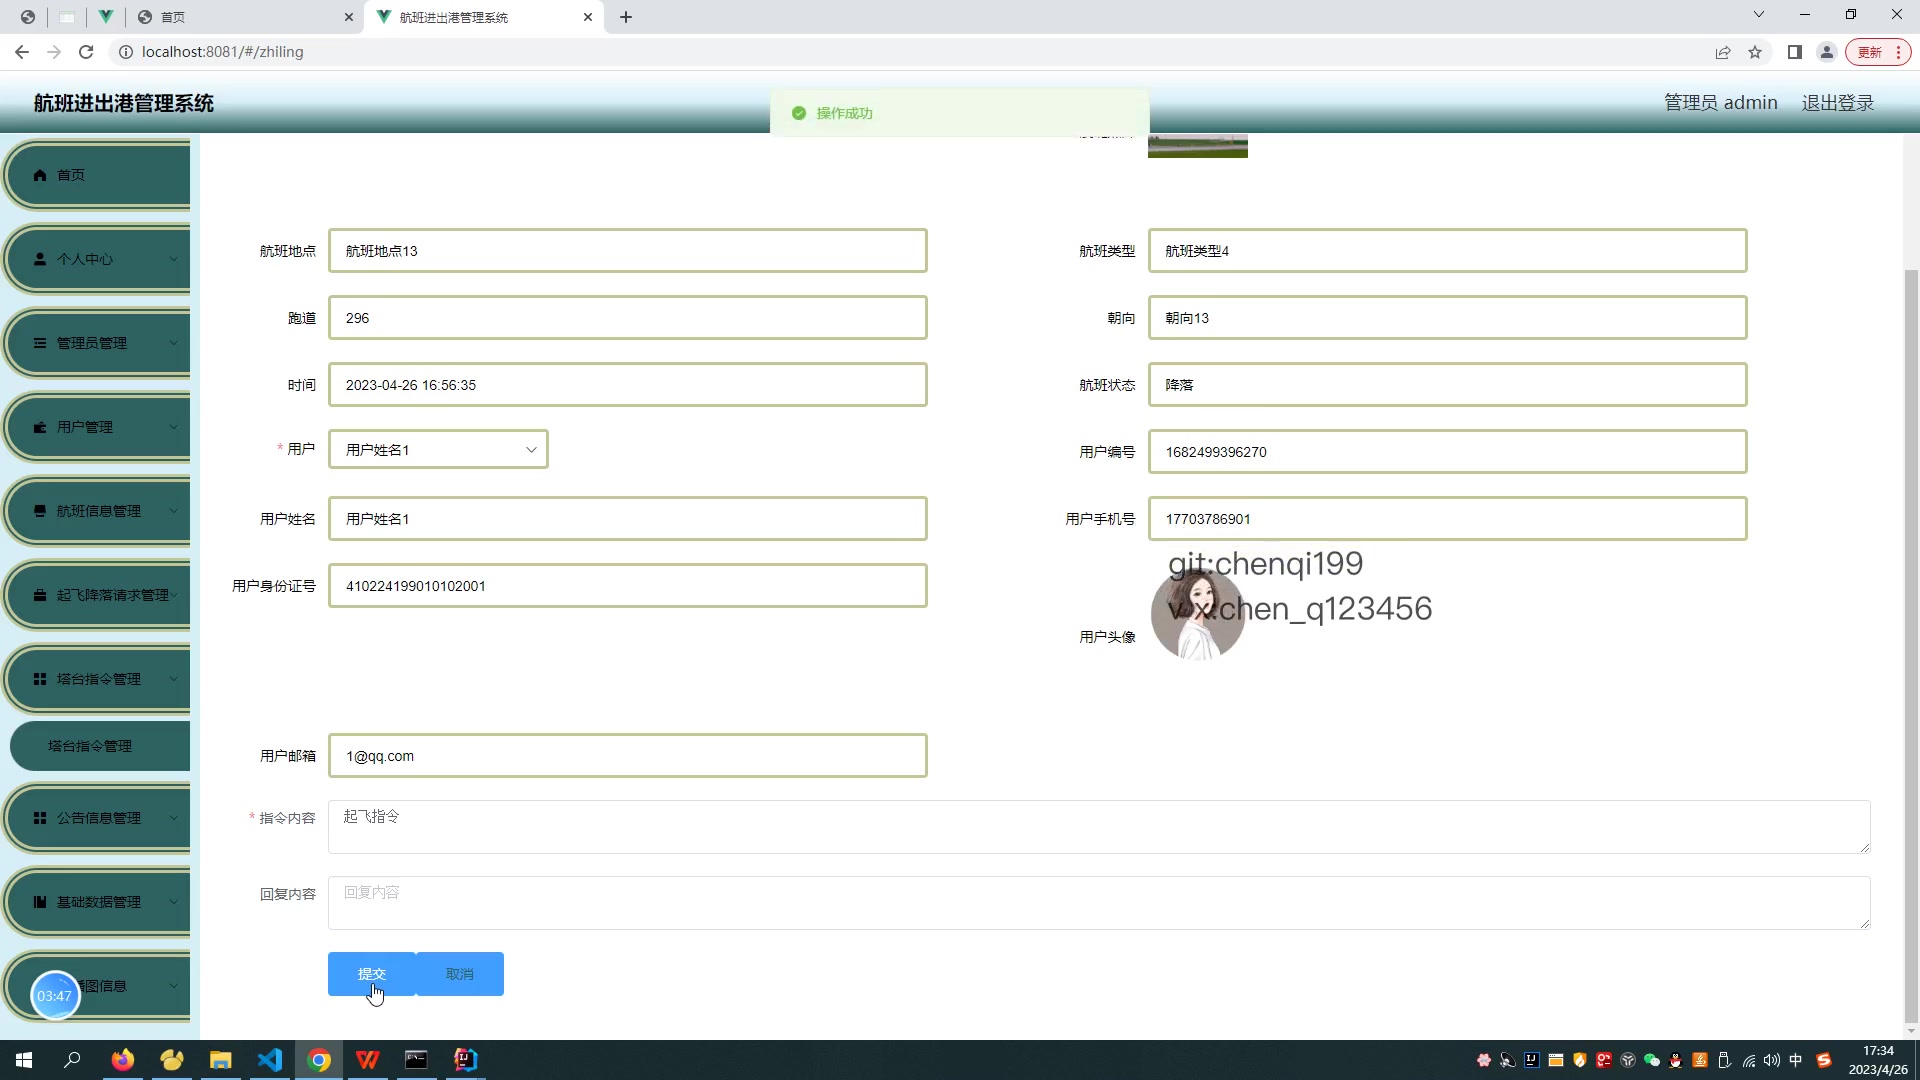 首页
航班进出港管理系统
localhost:8081/#/zhiling
更新
航班进出港管理系统
操作成功
管理员 admin
退出登录
首页
个人中心
管理员管理
用户管理
航班信息管理
起飞降落请求管理
塔台指令管理
塔台指令管理
公告信息管理
基础数据管理
图信息
03:47
航班地点
航班地点13
航班类型
航班类型4
跑道
296
朝向
朝向13
时间
2023-04-26 16:56:35
航班状态
降落
* 用户
用户姓名1
用户编号
1682499396270
用户姓名
用户姓名1
用户手机号
17703786901
用户身份证号
410224199010102001
git:chenqi199
v.x:chen_q123456
用户头像
用户邮箱
1@qq.com
* 指令内容
起飞指令
回复内容
回复内容
提交
取消
中
17:34
2023/4/26